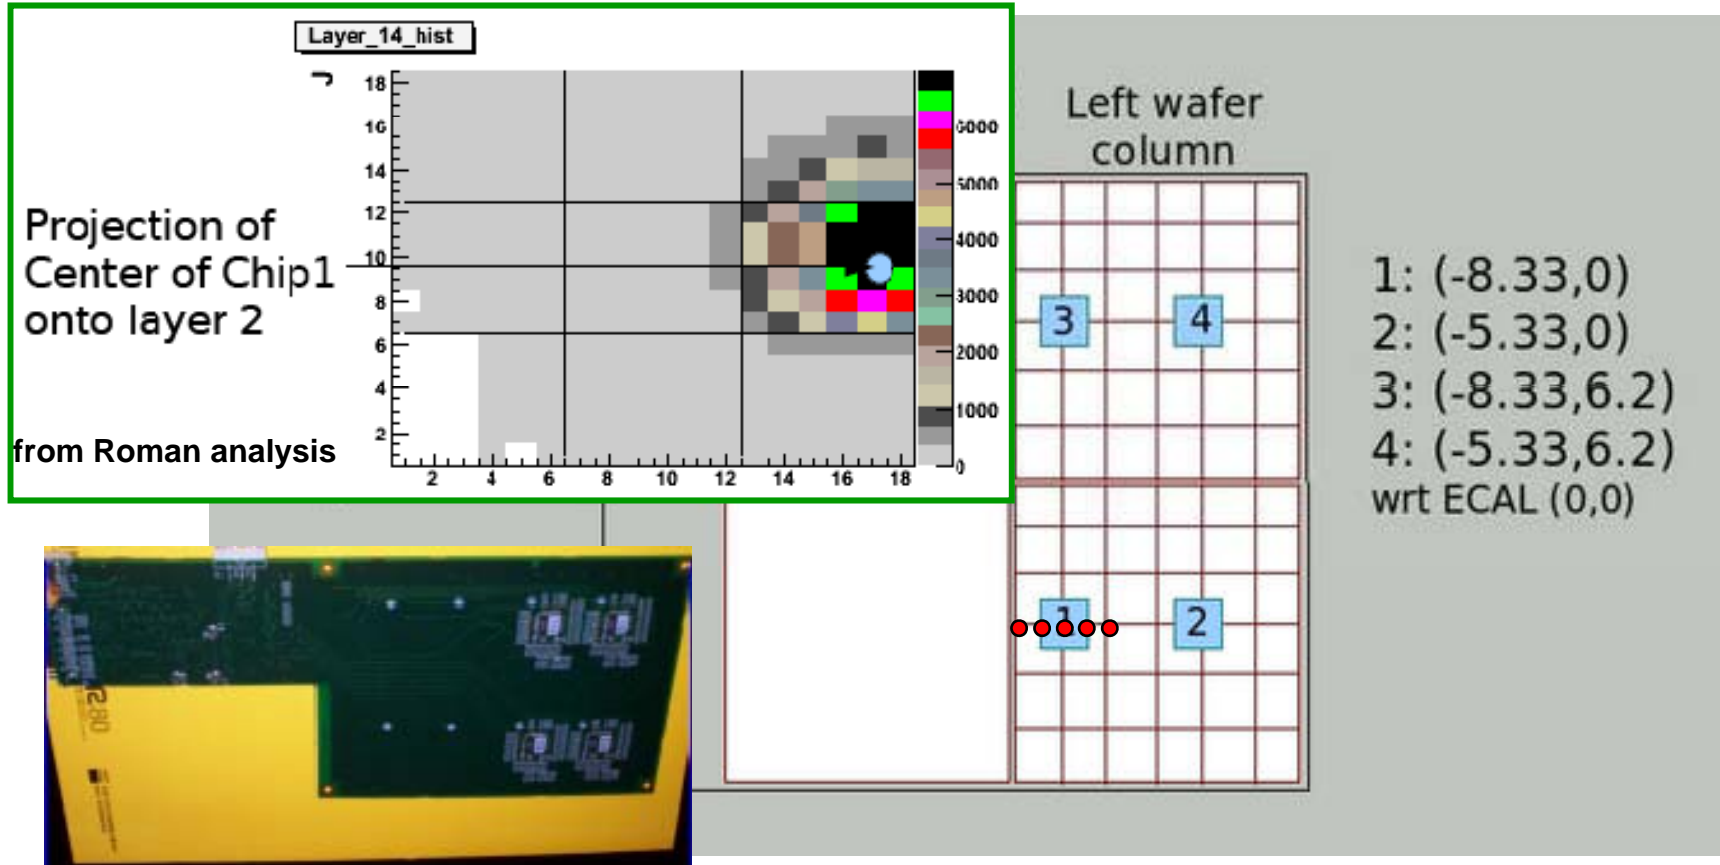 Layer_14_hist
J
18
16
14
12
10
8
6
4
2
2 4 6 8 10 12 14 16 18
6000
5000
4000
3000
2000
1000
0
Projection of
Center of Chip1
onto layer 2
from Roman analysis
Left wafer
column
3 4
1 2
1: (-8.33,0)
2: (-5.33,0)
3: (-8.33,6.2)
4: (-5.33,6.2)
wrt ECAL (0,0)